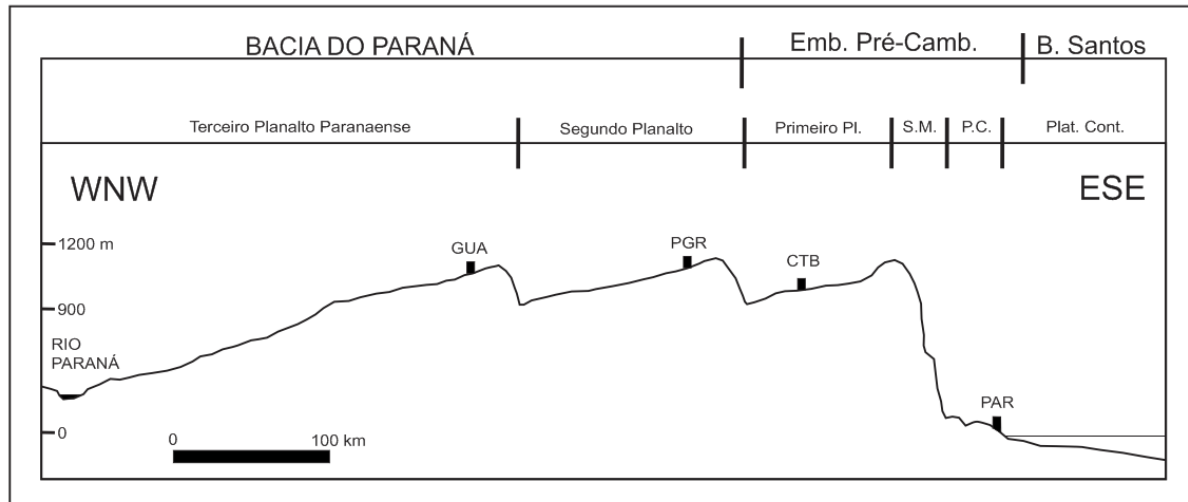 BACIA DO PARANÁ
Emb. Pré-Camb.
B. Santos
Terceiro Planalto Paranaense
Segundo Planalto
Primeiro Pl.
S.M.
P.C.
Plat. Cont.
WNW
ESE
1200 m
GUA
PGR
CTB
900
RIO
PARANÁ
PAR
0
0
100 km